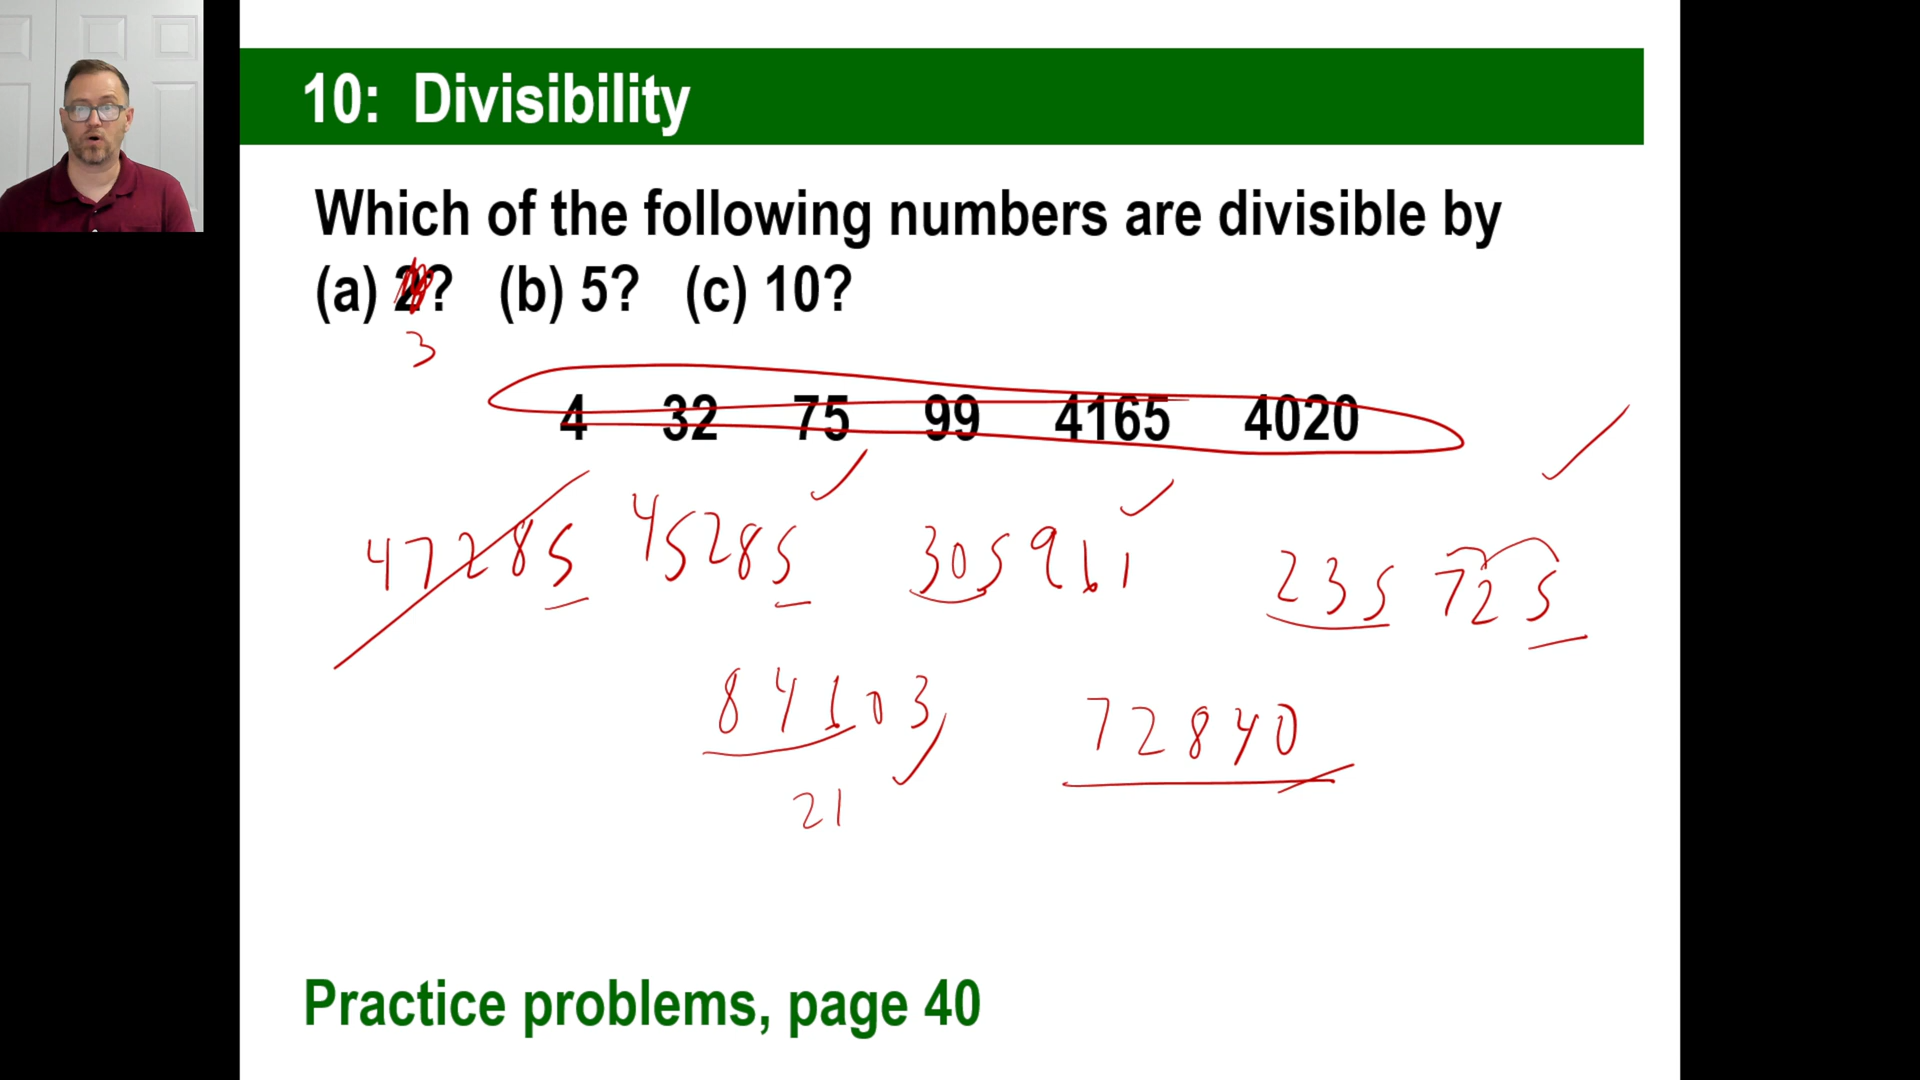 10: Divisibility
Which of the following numbers are divisible by
(a) 2? (b) 5? (c) 10?
3
4 32 75 99 4165 4020
47285 45285 305961 235725
84103 72840
21
Practice problems, page 40